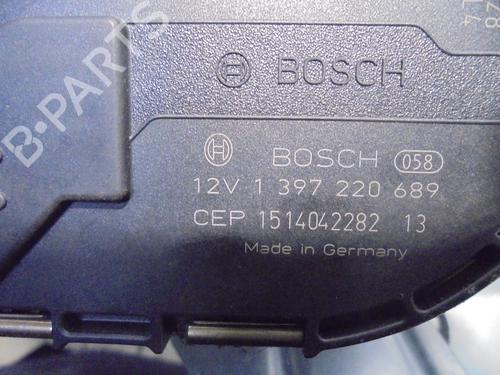 BOSCH
BOSCH 058
12V 1 397 220 689
CEP 1514042282 13
Made in Germany
B-PARTS